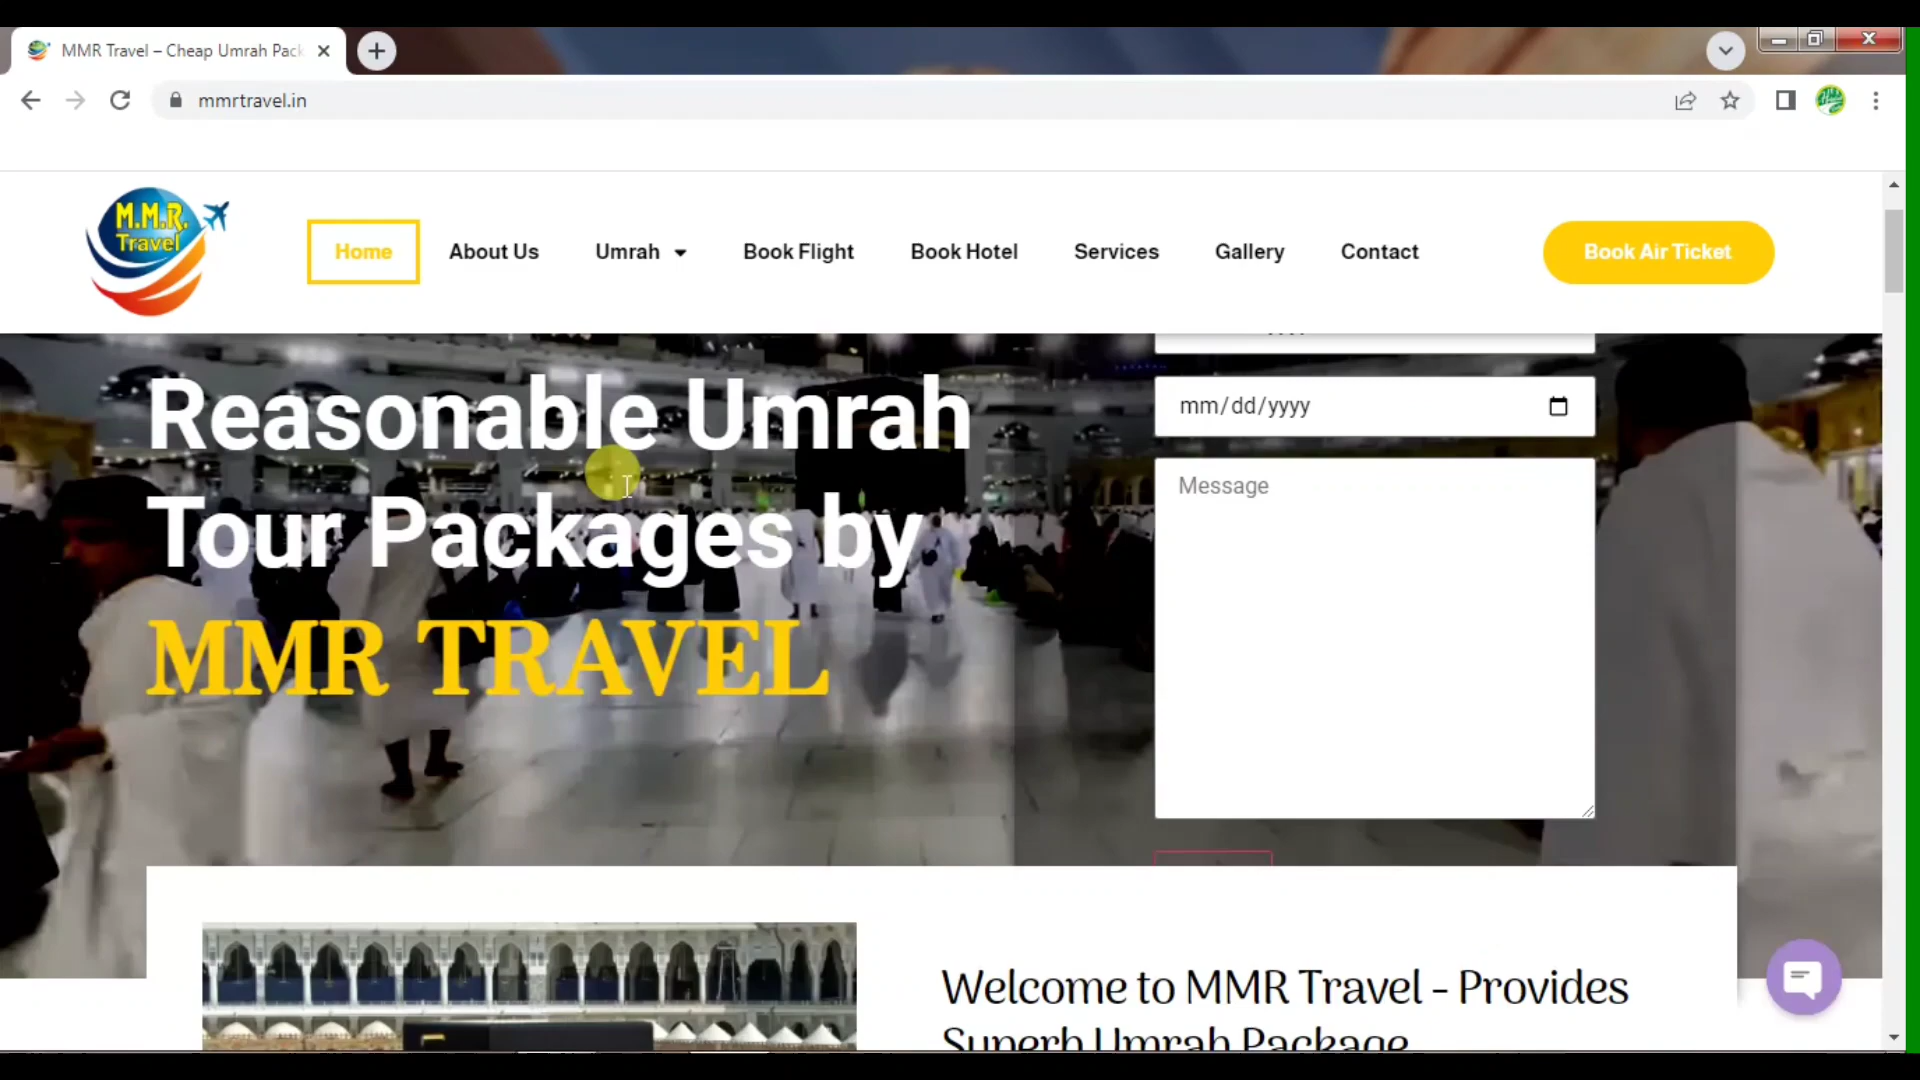 MMR Travel – Cheap Umrah Pack
mmrtravel.in
M.M.R.
Travel
Home
About Us
Umrah
Book Flight
Book Hotel
Services
Gallery
Contact
Book Air Ticket
Reasonable Umrah
Tour Packages by
MMR TRAVEL
mm/dd/yyyy
Message
Welcome to MMR Travel - Provides
Superb Umrah Package